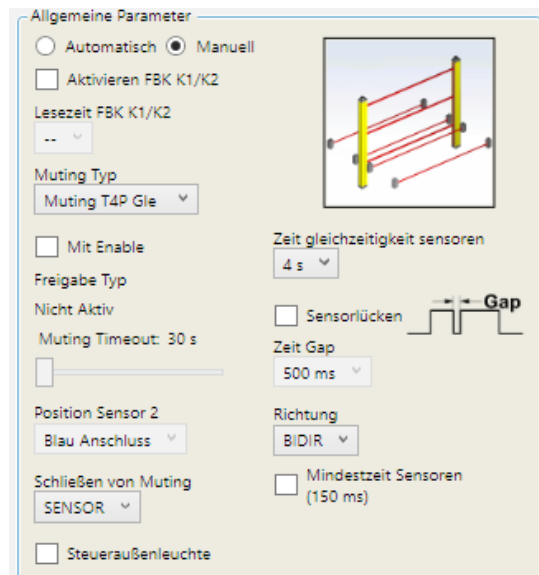 Allgemeine Parameter
Automatisch Manuell
Aktivieren FBK K1/K2
Lesezeit FBK K1/K2
--
Muting Typ
Muting T4P Gle
Mit Enable
Freigabe Typ
Nicht Aktiv
Muting Timeout: 30 s
Position Sensor 2
Blau Anschluss
Schließen von Muting
SENSOR
Steueraußenleuchte
Zeit gleichzeitigkeit sensoren
4 s
Sensorlücken
Gap
Zeit Gap
500 ms
Richtung
BIDIR
Mindestzeit Sensoren
(150 ms)